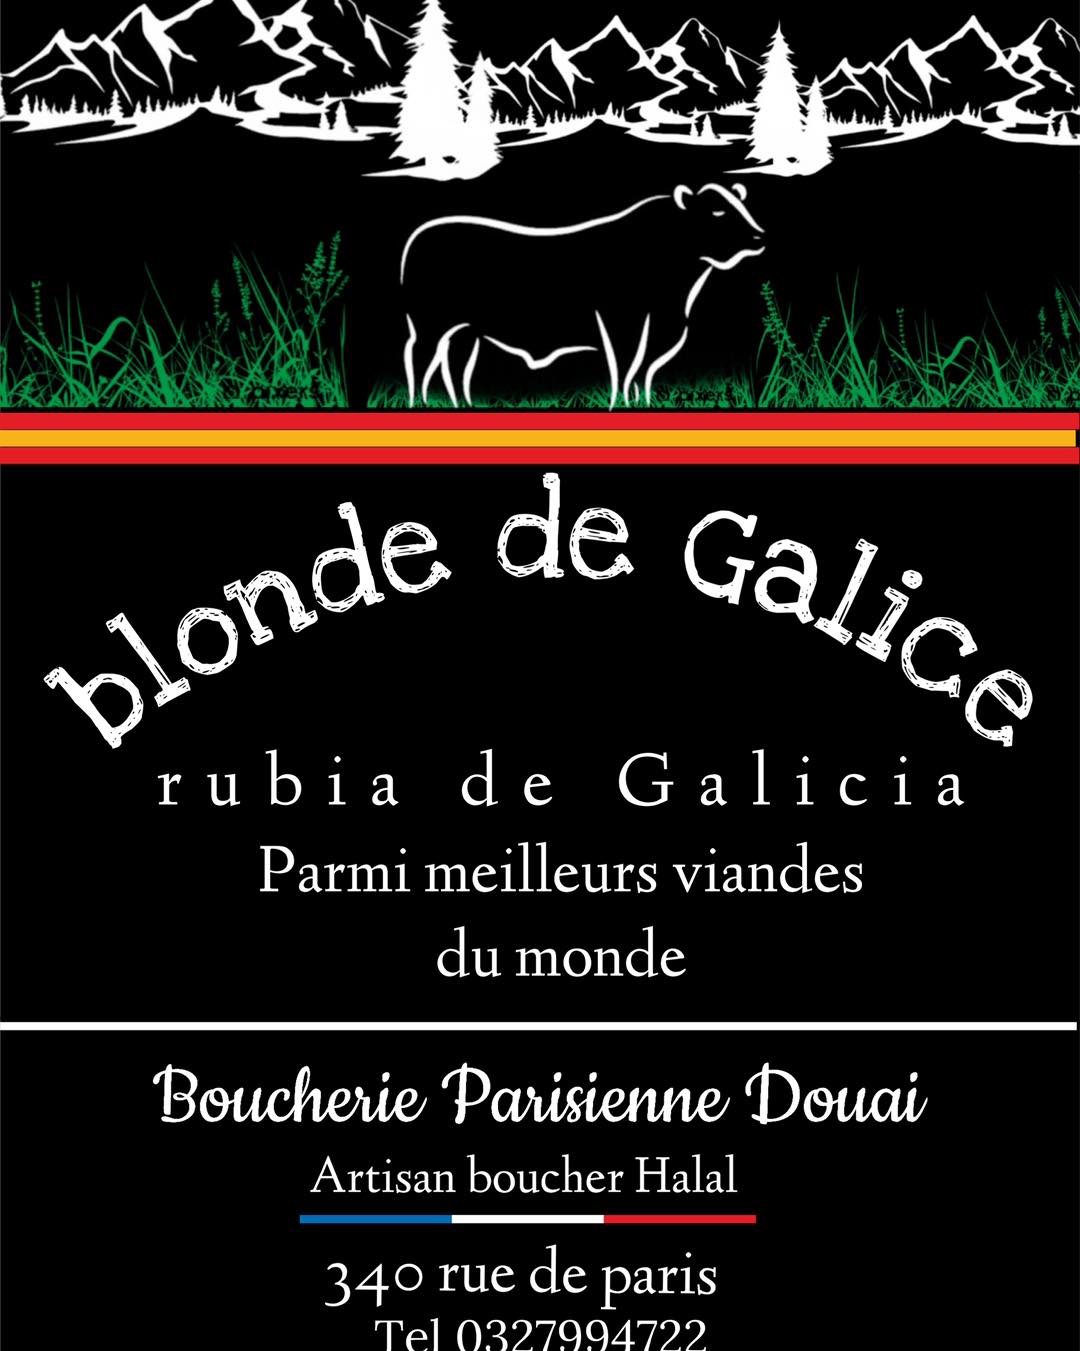 blonde de Galice
rubia de Galicia
Parmi meilleurs viandes
du monde
Boucherie Parisienne Douai
Artisan boucher Halal
340 rue de paris
Tel 0327994722